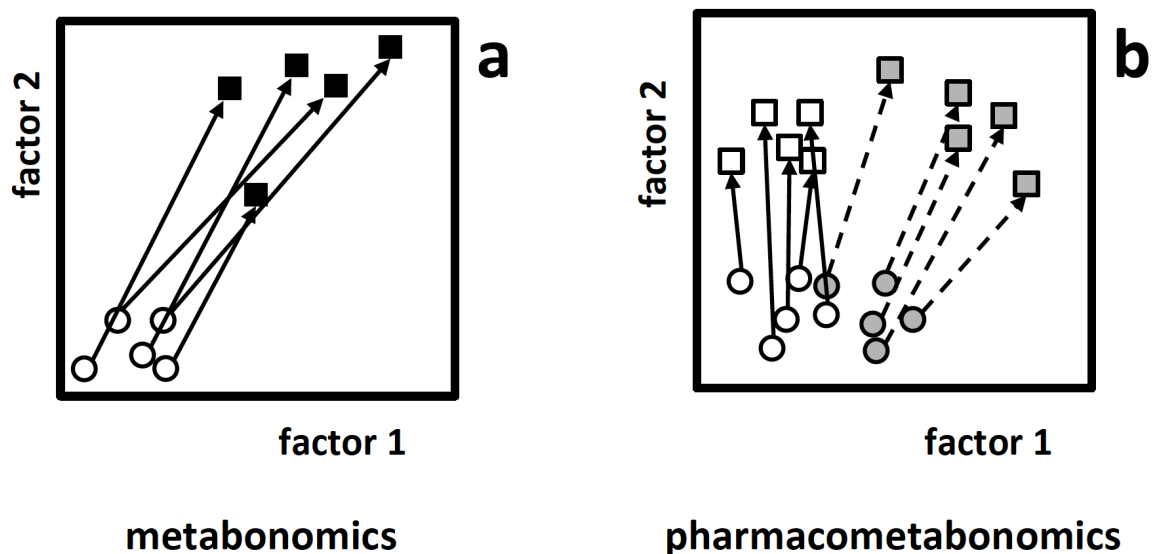 a
factor 2
factor 1
metabonomics
b
factor 2
factor 1
pharmacometabonomics